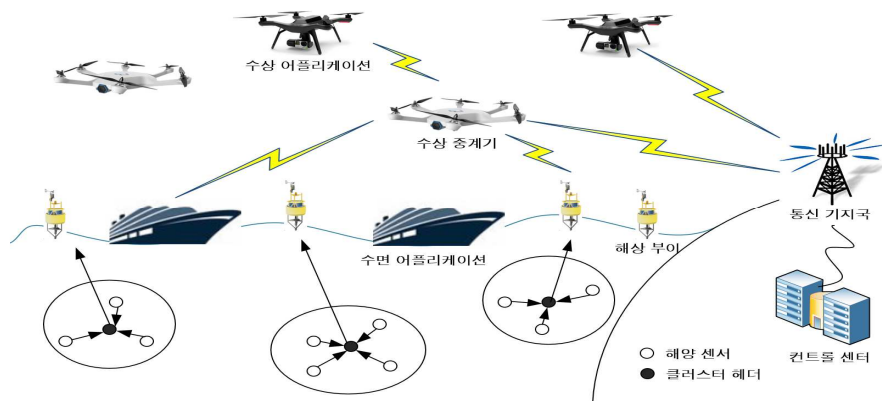 수상 어플리케이션
수상 중계기
통신 기지국
해상 부이
수면 어플리케이션
해양 센서
클러스터 헤더
컨트롤 센터